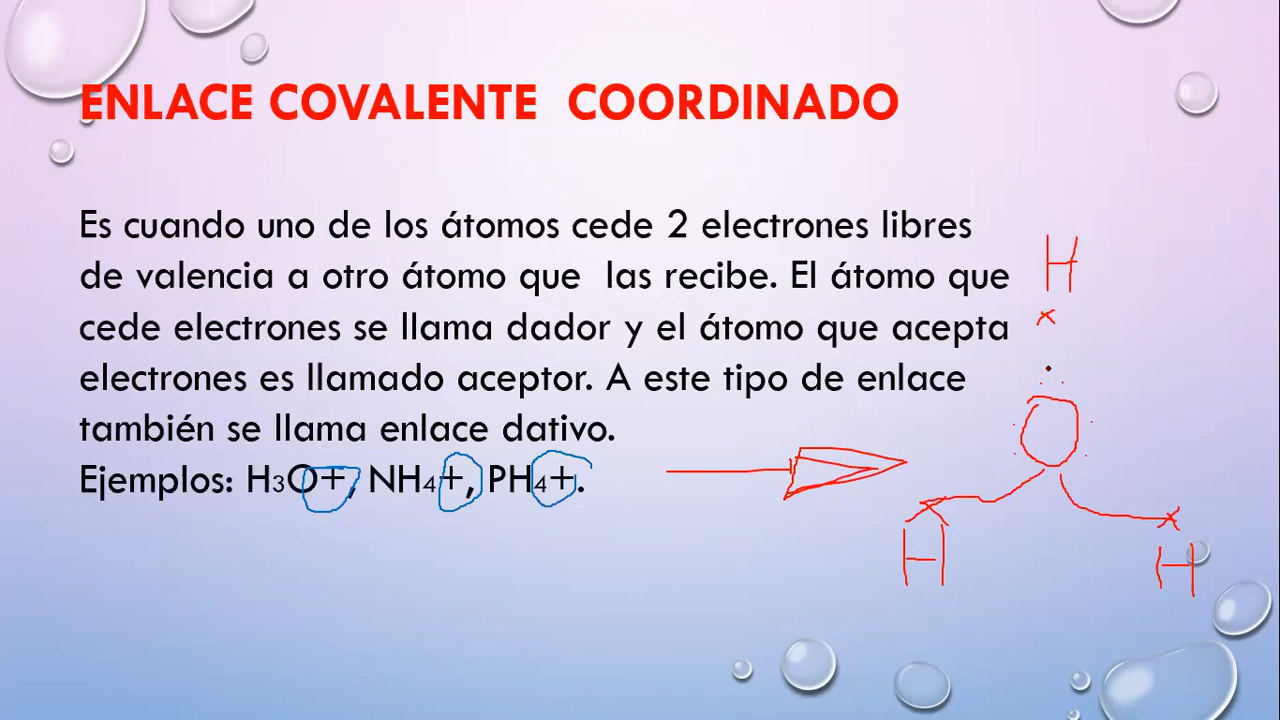 ENLACE COVALENTE COORDINADO
Es cuando uno de los átomos cede 2 electrones libres
de valencia a otro átomo que las recibe. El átomo que
cede electrones se llama dador y el átomo que acepta
electrones es llamado aceptor. A este tipo de enlace
también se llama enlace dativo.
Ejemplos: H3O+, NH4+, PH4+.
H
x
O
x x
H H